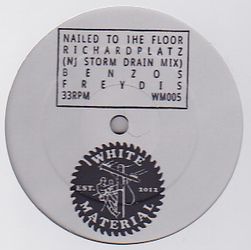 NAILED TO THE FLOOR
RICHARDPLATZ
(NJ STORM DRAIN MIX)
BENZOS
FREYDIS
33RPM WM005
WHITE
EST. 2012
MATERIAL